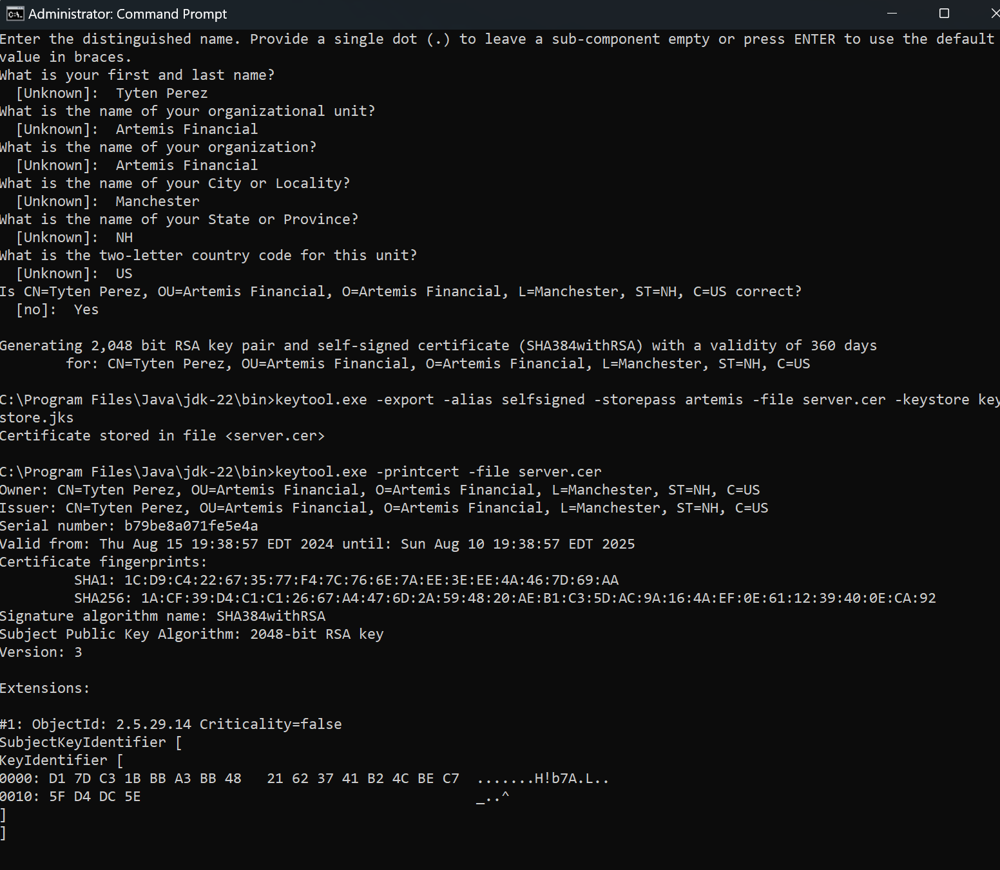 Administrator: Command Prompt
Enter the distinguished name. Provide a single dot (.) to leave a sub-component empty or press ENTER to use the default
value in braces.
What is your first and last name?
  [Unknown]:  Tyten Perez
What is the name of your organizational unit?
  [Unknown]:  Artemis Financial
What is the name of your organization?
  [Unknown]:  Artemis Financial
What is the name of your City or Locality?
  [Unknown]:  Manchester
What is the name of your State or Province?
  [Unknown]:  NH
What is the two-letter country code for this unit?
  [Unknown]:  US
Is CN=Tyten Perez, OU=Artemis Financial, O=Artemis Financial, L=Manchester, ST=NH, C=US correct?
  [no]:  Yes
Generating 2,048 bit RSA key pair and self-signed certificate (SHA384withRSA) with a validity of 360 days
        for: CN=Tyten Perez, OU=Artemis Financial, O=Artemis Financial, L=Manchester, ST=NH, C=US
C:\Program Files\Java\jdk-22\bin>keytool.exe -export -alias selfsigned -storepass artemis -file server.cer -keystore key
store.jks
Certificate stored in file <server.cer>
C:\Program Files\Java\jdk-22\bin>keytool.exe -printcert -file server.cer
Owner: CN=Tyten Perez, OU=Artemis Financial, O=Artemis Financial, L=Manchester, ST=NH, C=US
Issuer: CN=Tyten Perez, OU=Artemis Financial, O=Artemis Financial, L=Manchester, ST=NH, C=US
Serial number: b79be8a071fe5e4a
Valid from: Thu Aug 15 19:38:57 EDT 2024 until: Sun Aug 10 19:38:57 EDT 2025
Certificate fingerprints:
         SHA1: 1C:D9:C4:22:67:35:77:F4:7C:76:6E:7A:EE:3E:EE:4A:46:7D:69:AA
         SHA256: 1A:CF:39:D4:C1:C1:26:67:A4:47:6D:2A:59:48:20:AE:B1:C3:5D:AC:9A:16:4A:EF:0E:61:12:39:40:0E:CA:92
Signature algorithm name: SHA384withRSA
Subject Public Key Algorithm: 2048-bit RSA key
Version: 3
Extensions:
#1: ObjectId: 2.5.29.14 Criticality=false
SubjectKeyIdentifier [
KeyIdentifier [
0000: D1 7D C3 1B BB A3 BB 48   21 62 37 41 B2 4C BE C7  .......H!b7A.L..
0010: 5F D4 DC 5E                                        _..^
]
]